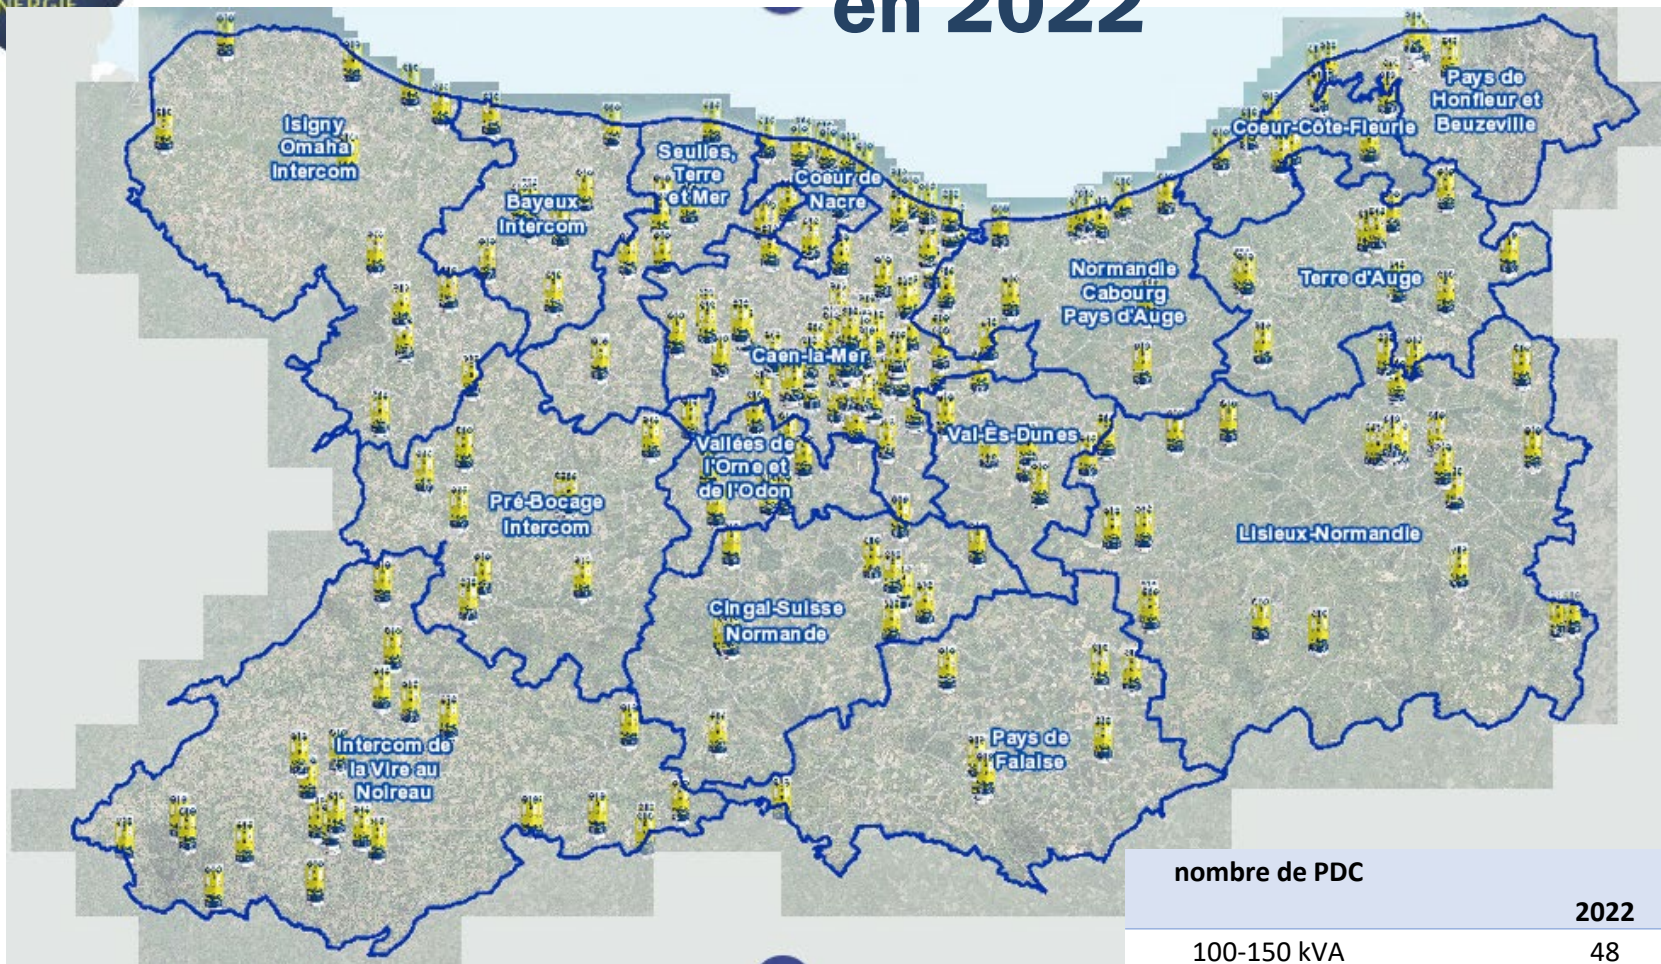 ENERGIE
en 2022
Isigny
Omaha
Intercom
Bayeux
Intercom
Seulles,
Terre
et Mer
Coeur de
Nacre
Coeur-Côte-Fleurie
Pays de
Honfleur et
Beuzeville
Normandie
Cabourg
Pays d'Auge
Terre d'Auge
Caen-la-Mer
Vallées de
l'Orne et
de l'Odon
Val-Ès-Dunes
Pré-Bocage
Intercom
Lisieux-Normandie
Cingal-Suisse
Normande
Intercom de
la Vire au
Noireau
Pays de
Falaise
nombre de PDC
2022
100-150 kVA 48